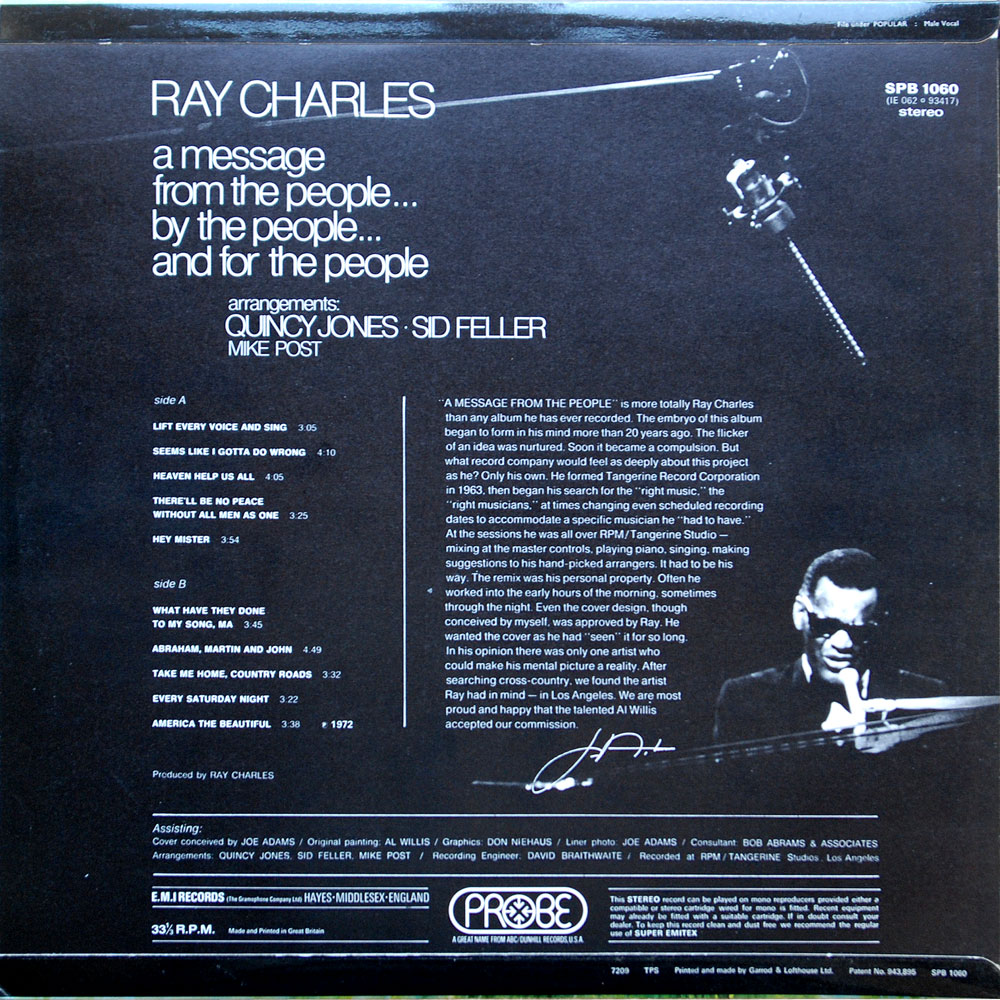 File under POPULAR : Male Vocal
RAY CHARLES
SPB 1060
(IE 062 o 93417)
stereo
a message
from the people...
by the people...
and for the people
arrangements:
QUINCY JONES · SID FELLER
MIKE POST
side A
LIFT EVERY VOICE AND SING 3:05
SEEMS LIKE I GOTTA DO WRONG 4:10
HEAVEN HELP US ALL 4:05
THERE'LL BE NO PEACE
WITHOUT ALL MEN AS ONE 3:25
HEY MISTER 3:54
side B
WHAT HAVE THEY DONE
TO MY SONG, MA 3:45
ABRAHAM, MARTIN AND JOHN 4.49
TAKE ME HOME, COUNTRY ROADS 3:32
EVERY SATURDAY NIGHT 3:22
AMERICA THE BEAUTIFUL 3:38 ℗ 1972
Produced by RAY CHARLES
"A MESSAGE FROM THE PEOPLE" is more totally Ray Charles
than any album he has ever recorded. The embryo of this album
began to form in his mind more than 20 years ago. The flicker
of an idea was nurtured. Soon it became a compulsion. But
what record company would feel as deeply about this project
as he? Only his own. He formed Tangerine Record Corporation
in 1963, then began his search for the "right music," the
"right musicians," at times changing even scheduled recording
dates to accommodate a specific musician he "had to have."
At the sessions he was all over RPM/Tangerine Studio —
mixing at the master controls, playing piano, singing, making
suggestions to his hand-picked arrangers. It had to be his
way. The remix was his personal property. Often he
worked into the early hours of the morning, sometimes
through the night. Even the cover design, though
conceived by myself, was approved by Ray. He
wanted the cover as he had "seen" it for so long.
In his opinion there was only one artist who
could make his mental picture a reality. After
searching cross-country, we found the artist
Ray had in mind — in Los Angeles. We are most
proud and happy that the talented Al Willis
accepted our commission.
Assisting:
Cover conceived by JOE ADAMS / Original painting: AL WILLIS / Graphics: DON NIEHAUS / Liner photo: JOE ADAMS / Consultant: BOB ABRAMS & ASSOCIATES
Arrangements: QUINCY JONES, SID FELLER, MIKE POST / Recording Engineer: DAVID BRAITHWAITE / Recorded at RPM/TANGERINE Studios, Los Angeles
E.M.I RECORDS (The Gramophone Company Ltd) HAYES·MIDDLESEX·ENGLAND
33⅓ R.P.M. Made and Printed in Great Britain
PROBE
A GREAT NAME FROM ABC/DUNHILL RECORDS, U.S.A.
This STEREO record can be played on mono reproducers provided either a
compatible or stereo cartridge wired for mono is fitted. Recent equipment
may already be fitted with a suitable cartridge. If in doubt consult your
dealer. To keep this record clean and dust free we recommend the regular
use of SUPER EMITEX
7209 TPS Printed and made by Garrod & Lofthouse Ltd. Patent No. 943,895 SPB 1060